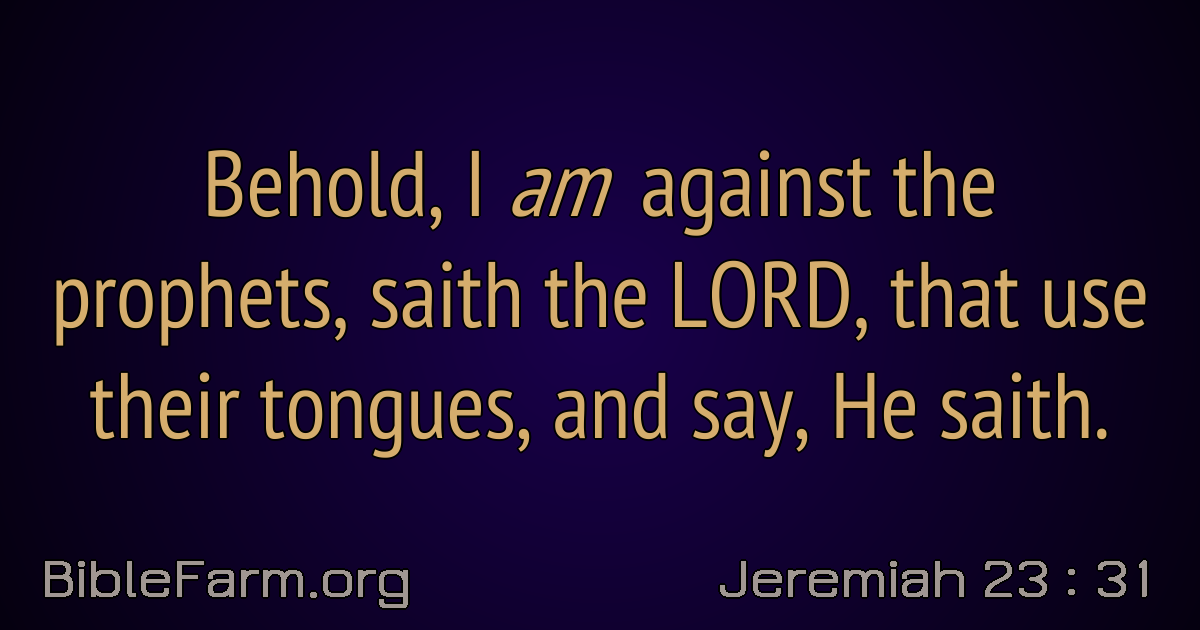 Behold, I am against the
prophets, saith the LORD, that use
their tongues, and say, He saith.
BibleFarm.org
Jeremiah 23 : 31